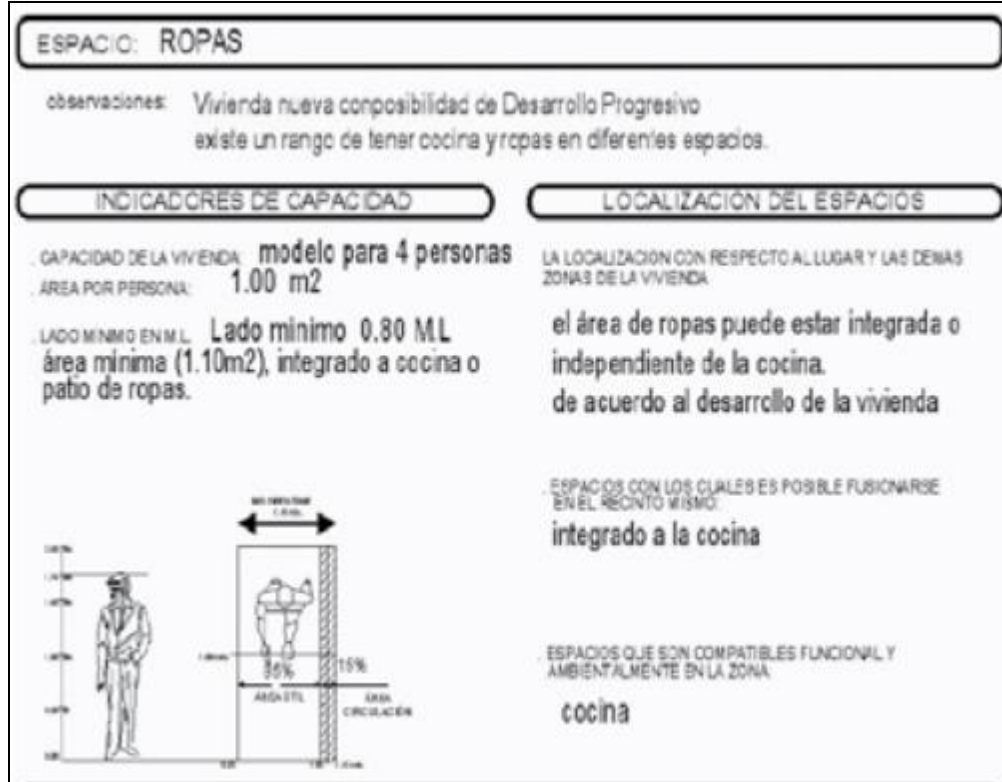 ESPACIO: ROPAS
observaciones: Vivienda nueva conposibilidad de Desarrollo Progresivo
existe un rango de tener cocina y ropas en diferentes espacios.
INDICADORES DE CAPACIDAD
. CAPACIDAD DE LA VIVIENDA: modelo para 4 personas
. AREA POR PERSONA: 1.00 m2
. LADO MINIMO EN M.L. Lado minimo 0.80 M.L
área mínima (1.10m2), integrado a cocina o
patio de ropas.
LOCALIZACION DEL ESPACIOS
LA LOCALIZACION CON RESPECTO AL LUGAR Y LAS DEMAS
ZONAS DE LA VIVIENDA
el área de ropas puede estar integrada o
independiente de la cocina.
de acuerdo al desarrollo de la vivienda
. ESPACIOS CON LOS CUALES ES POSIBLE FUSIONARSE
EN EL RECINTO MISMO:
integrado a la cocina
. ESPACIOS QUE SON COMPATIBLES FUNCIONAL Y
AMBIENTALMENTE EN LA ZONA
cocina
85% 15%
AREA UTIL
AREA
CIRCULACIÓN